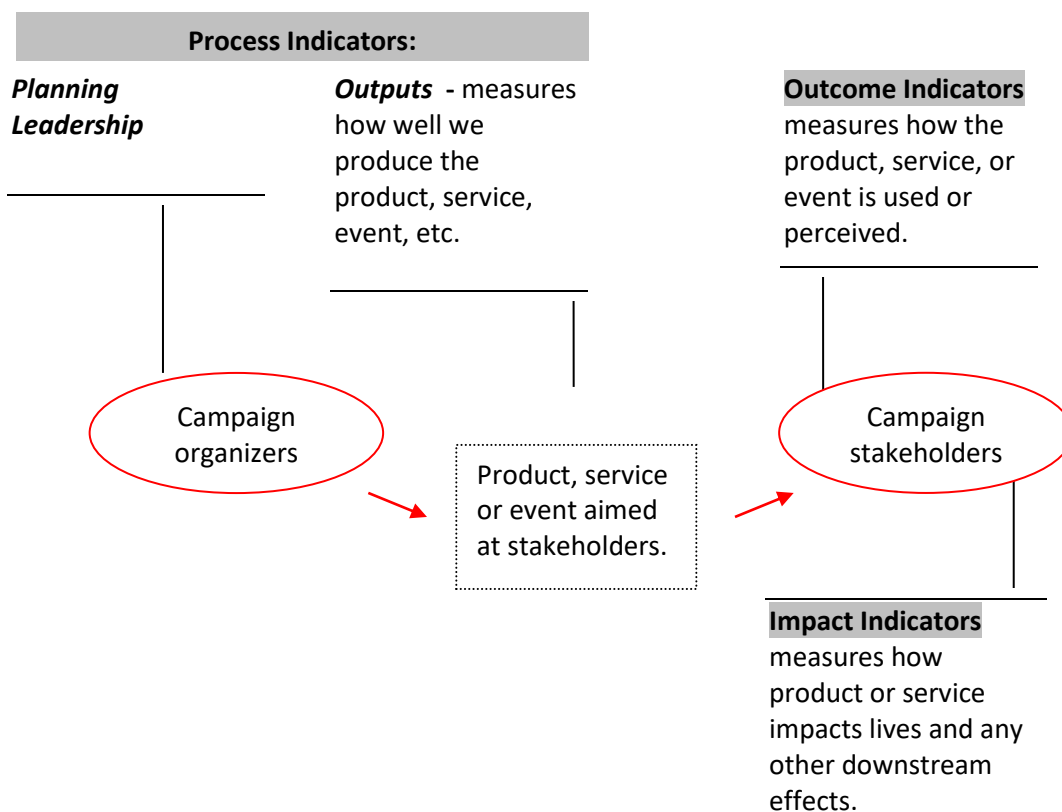 Process Indicators:
Planning
Leadership
Outputs - measures
how well we
produce the
product, service,
event, etc.
Outcome Indicators
measures how the
product, service, or
event is used or
perceived.
Campaign
organizers
Product, service
or event aimed
at stakeholders.
Campaign
stakeholders
Impact Indicators
measures how
product or service
impacts lives and any
other downstream
effects.